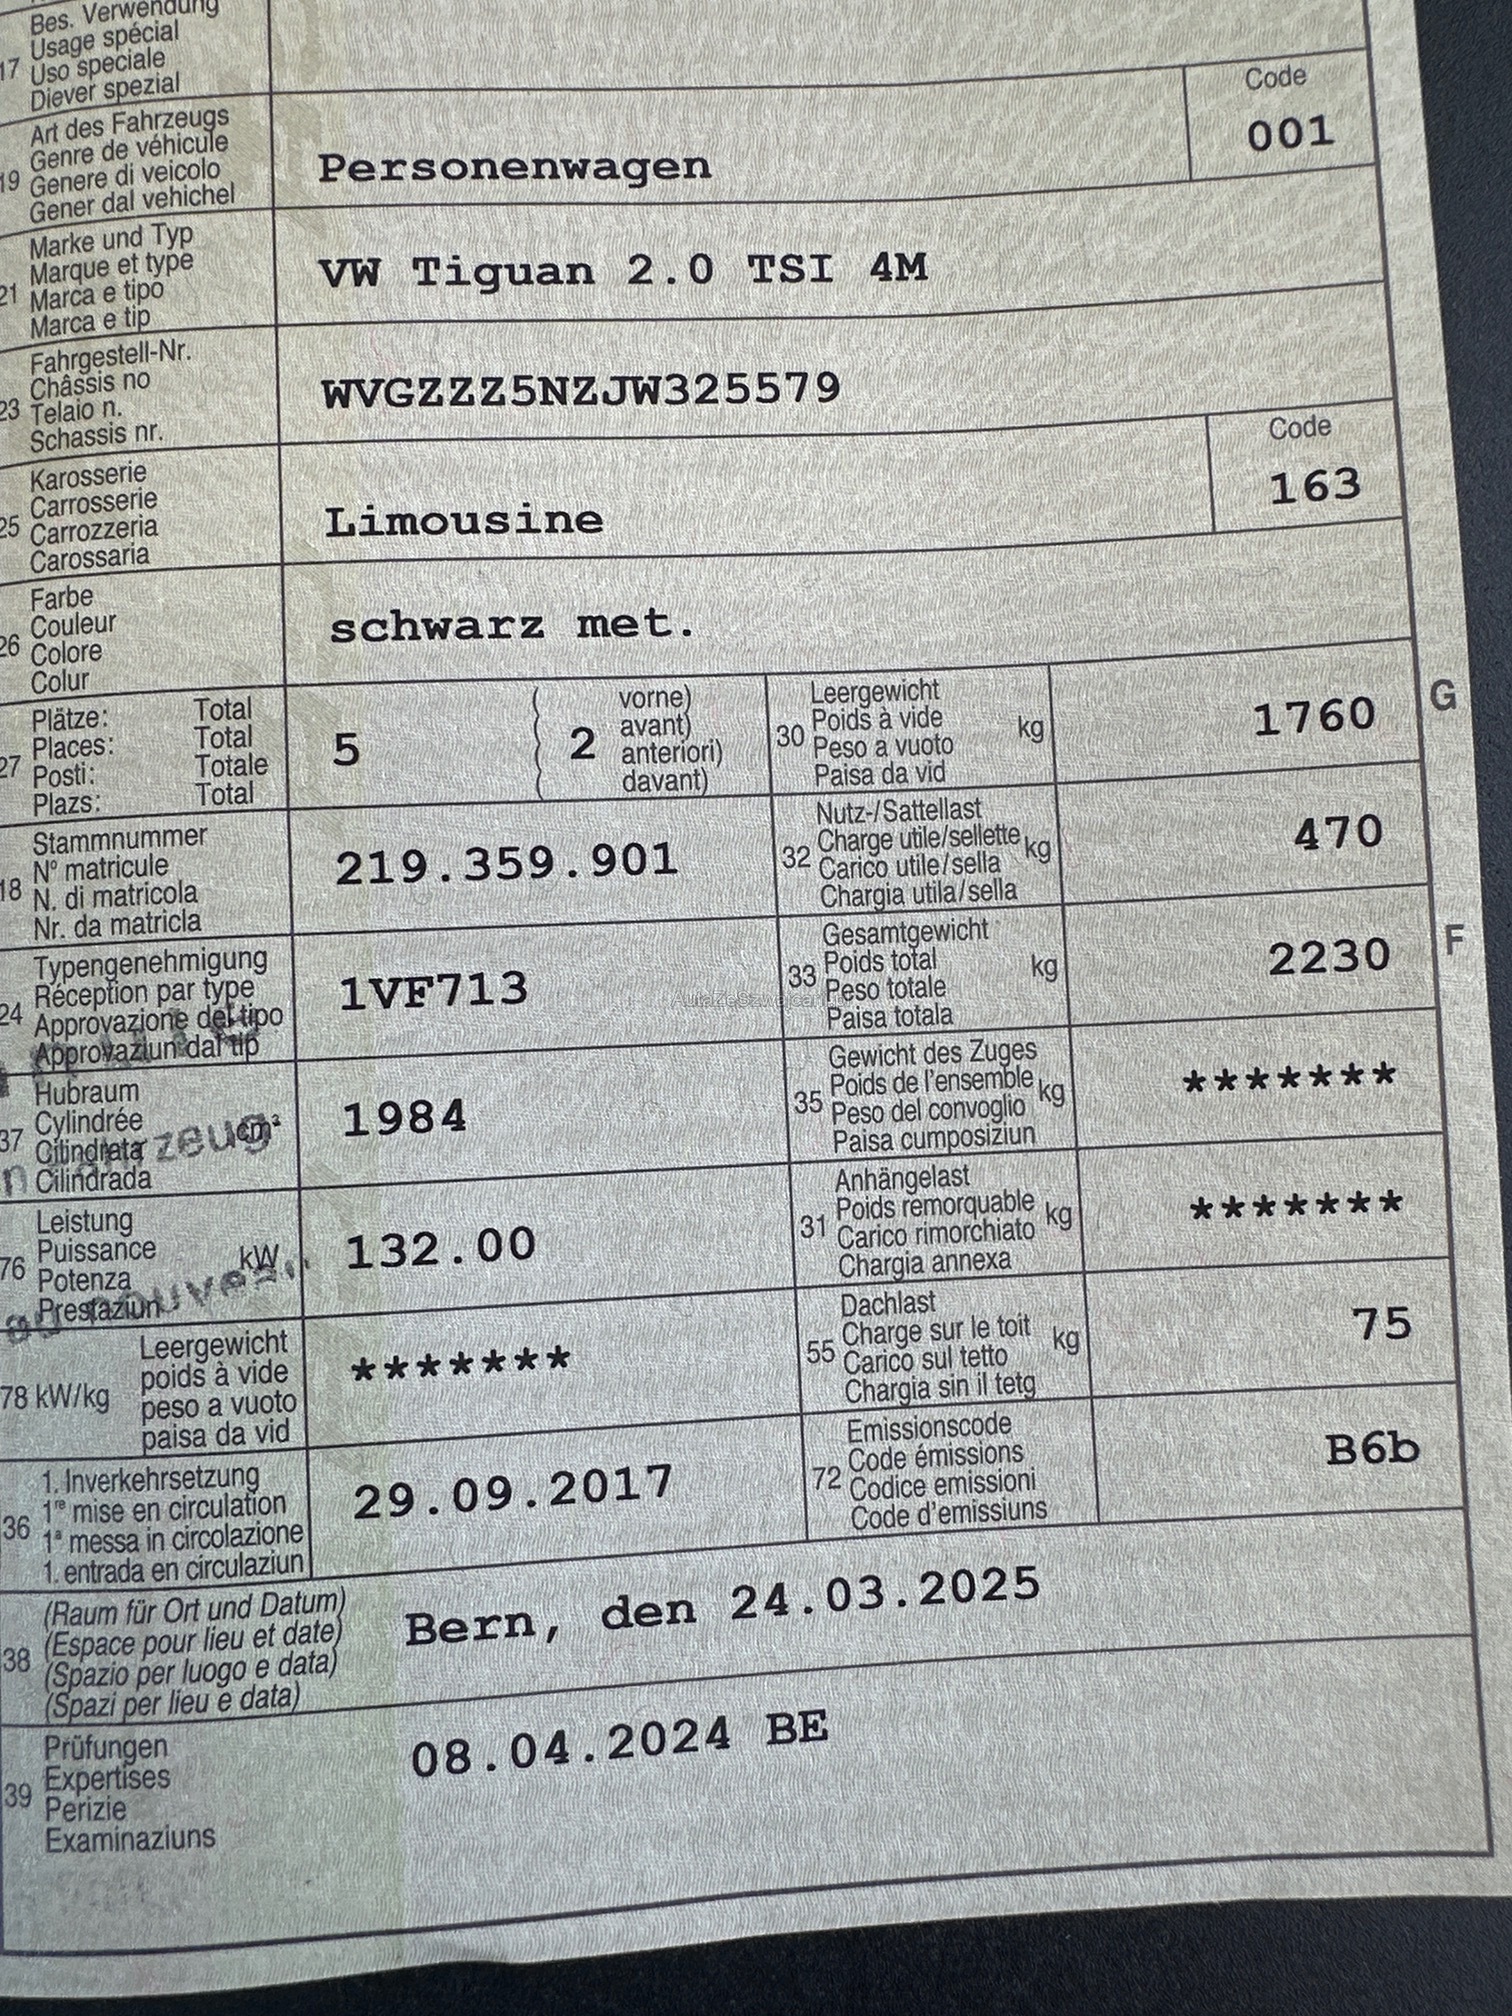 Bes. Verwendung
17 Usage spécial
Uso speciale
Diever spezial
Art des Fahrzeugs
Genre de véhicule
19 Genere di veicolo
Gener dal vehichel
Personenwagen
Code
001
Marke und Typ
Marque et type
21 Marca e tipo
Marca e tip
VW Tiguan 2.0 TSI 4M
Fahrgestell-Nr.
Châssis no
23 Telaio n.
Schassis nr.
WVGZZZ5NZJW325579
Karosserie
Carrosserie
25 Carrozzeria
Carossaria
Limousine
Code
163
Farbe
Couleur
26 Colore
Colur
schwarz met.
Plätze: Total
Places: Total
27 Posti: Totale
Plazs: Total
5
2
vorne)
avant)
anteriori)
davant)
Leergewicht
30 Poids à vide kg
Peso a vuoto
Paisa da vid
1760
G
Stammnummer
N° matricule
18 N. di matricola
Nr. da matricla
219.359.901
Nutz-/Sattellast
32 Charge utile/sellette kg
Carico utile/sella
Chargia utila/sella
470
Typengenehmigung
Réception par type
24 Approvazione del tipo
Approvaziun dal tip
1VF713
Gesamtgewicht
33 Poids total kg
Peso totale
Paisa totala
2230
F
Hubraum
Cylindrée
37 Cilindrata cm³
Cilindrada
1984
Gewicht des Zuges
35 Poids de l'ensemble kg
Peso del convoglio
Paisa cumposiziun
*******
Leistung
Puissance kW
76 Potenza
Prestaziun
132.00
Anhängelast
31 Poids remorquable kg
Carico rimorchiato
Chargia annexa
*******
Leergewicht
poids à vide
78 kW/kg peso a vuoto
paisa da vid
*******
Dachlast
55 Charge sur le toit kg
Carico sul tetto
Chargia sin il tetg
75
1. Inverkehrsetzung
1re mise en circulation
36 1a messa in circolazione
1. entrada en circulaziun
29.09.2017
Emissionscode
72 Code émissions
Codice emissioni
Code d'emissiuns
B6b
(Raum für Ort und Datum)
(Espace pour lieu et date)
38 (Spazio per luogo e data)
(Spazi per lieu e data)
Bern, den 24.03.2025
Prüfungen
Expertises
39 Perizie
Examinaziuns
08.04.2024 BE